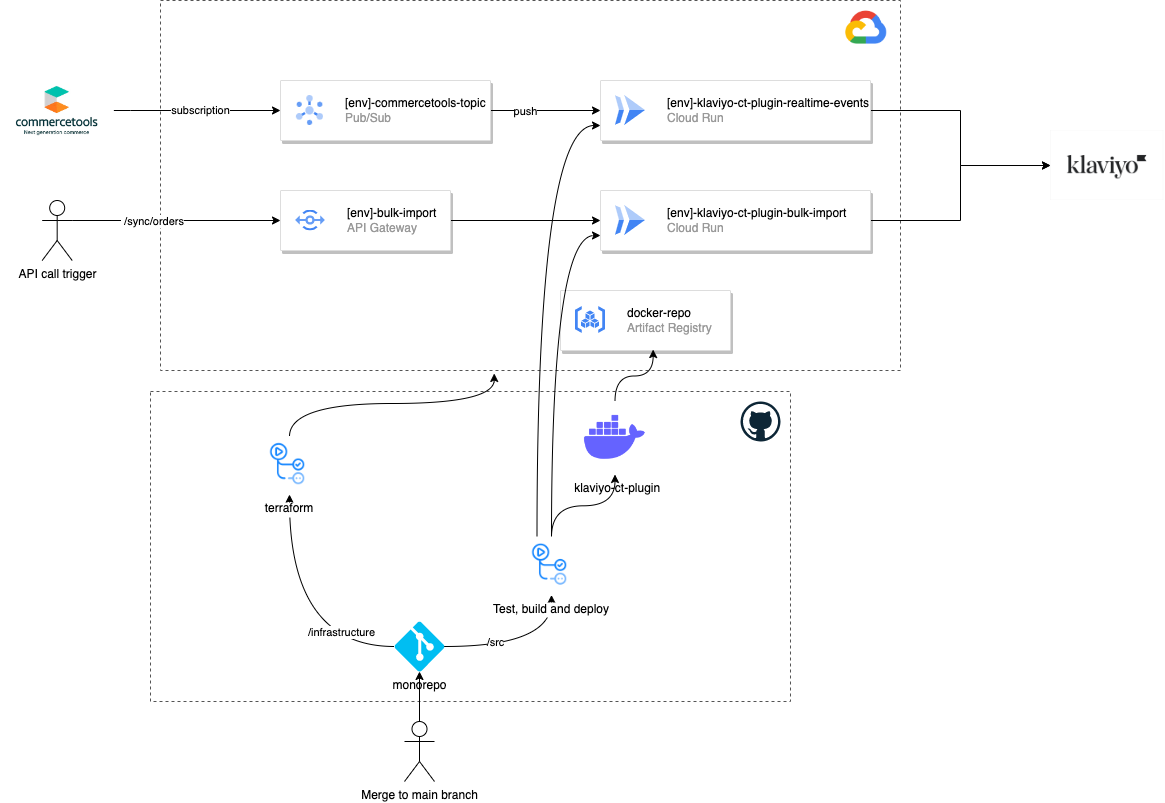 commercetools
Next generation commerce
subscription
[env]-commercetools-topic
Pub/Sub
push
[env]-klaviyo-ct-plugin-realtime-events
Cloud Run
klaviyo
API call trigger
/sync/orders
[env]-bulk-import
API Gateway
[env]-klaviyo-ct-plugin-bulk-import
Cloud Run
docker-repo
Artifact Registry
terraform
klaviyo-ct-plugin
Test, build and deploy
/infrastructure
/src
monorepo
Merge to main branch